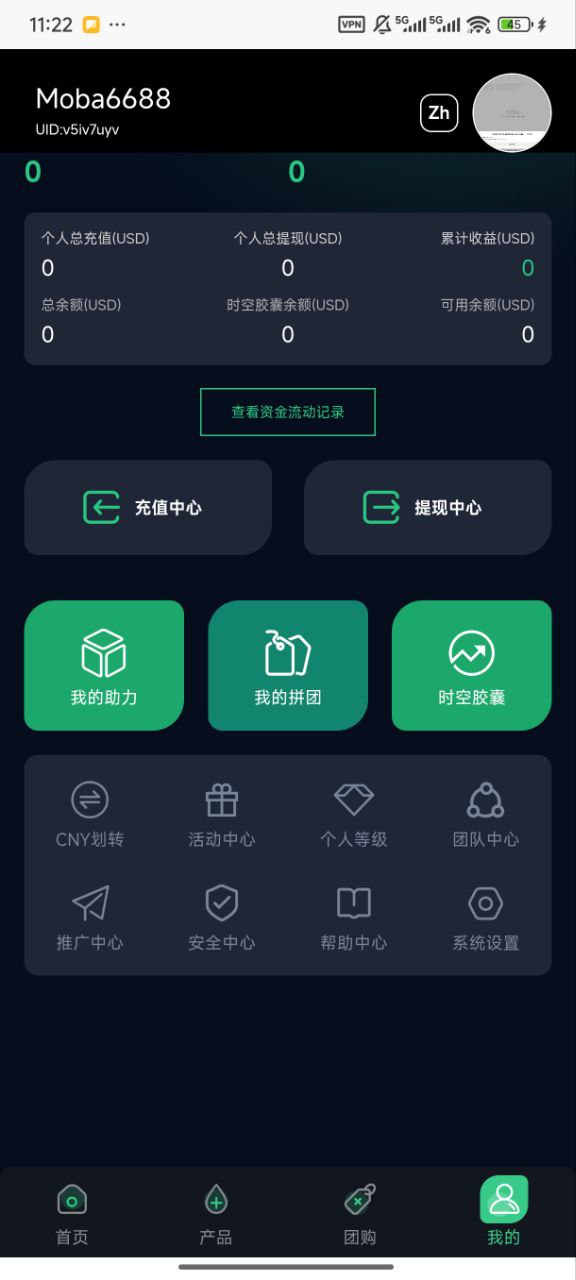 11:22 ··· VPN 5G 5G 6 45
Moba6688
Zh
UID:v5iv7uyv
0 0
个人总充值(USD) 个人总提现(USD) 累计收益(USD)
0 0 0
总余额(USD) 时空胶囊余额(USD) 可用余额(USD)
0 0 0
查看资金流动记录
充值中心 提现中心
我的助力 我的拼团 时空胶囊
CNY划转 活动中心 个人等级 团队中心
推广中心 安全中心 帮助中心 系统设置
首页 产品 团购 我的